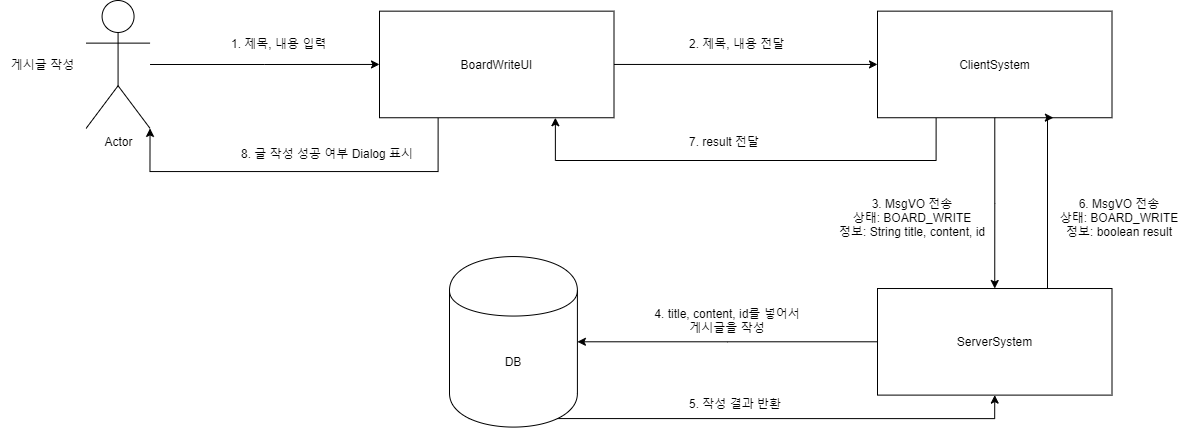 게시글 작성
Actor
1. 제목, 내용 입력
BoardWriteUI
2. 제목, 내용 전달
ClientSystem
8. 글 작성 성공 여부 Dialog 표시
7. result 전달
3. MsgVO 전송
상태: BOARD_WRITE
정보: String title, content, id
6. MsgVO 전송
상태: BOARD_WRITE
정보: boolean result
4. title, content, id를 넣어서
게시글을 작성
ServerSystem
DB
5. 작성 결과 반환